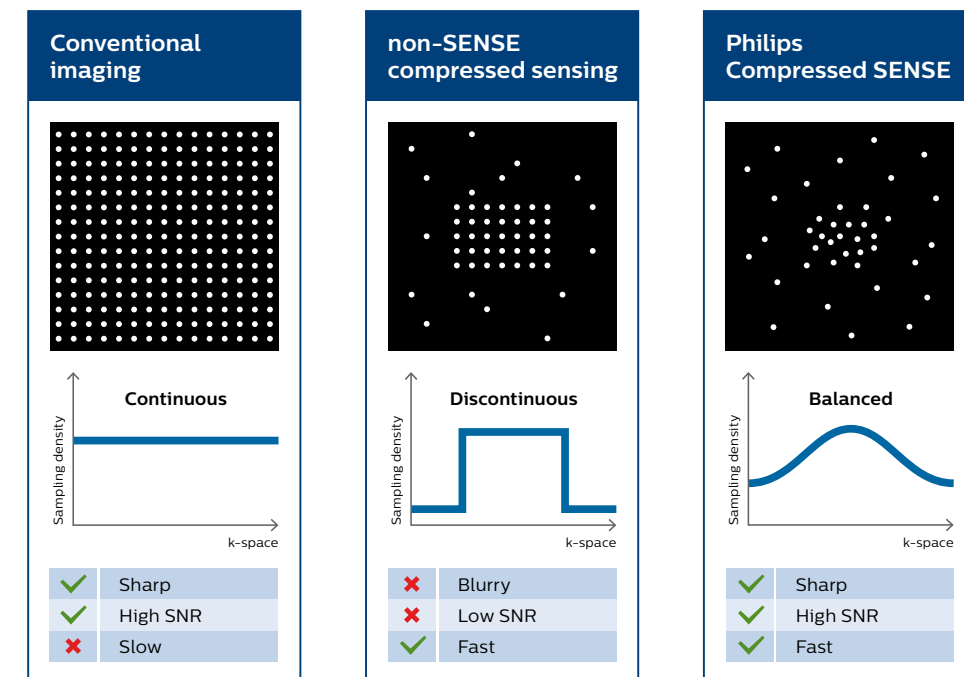 Conventional
imaging
Continuous
Sampling density
k-space
Sharp
High SNR
Slow
non-SENSE
compressed sensing
Discontinuous
Sampling density
k-space
Blurry
Low SNR
Fast
Philips
Compressed SENSE
Balanced
Sampling density
k-space
Sharp
High SNR
Fast